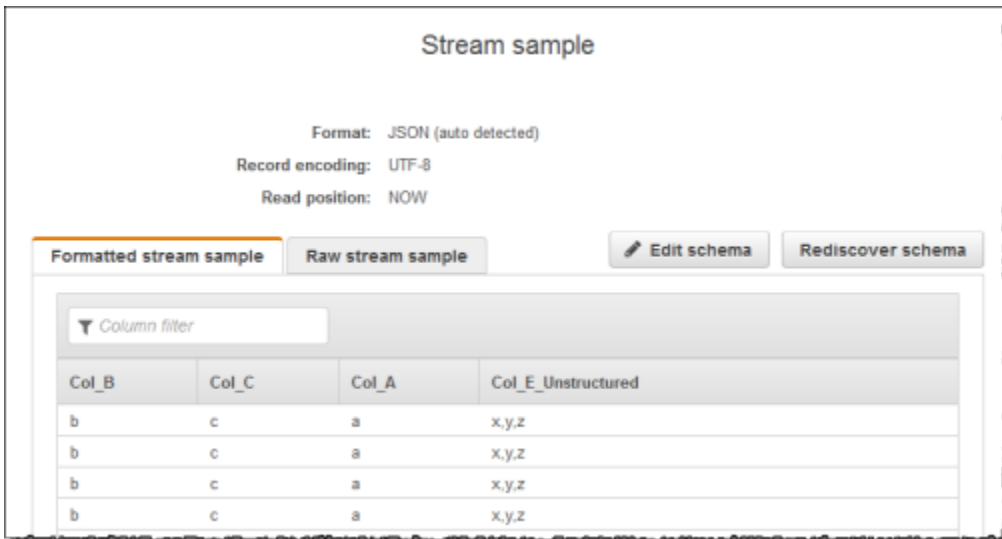 Stream sample
Format: JSON (auto detected)
Record encoding: UTF-8
Read position: NOW
Formatted stream sample Raw stream sample Edit schema Rediscover schema
Column filter
Col_B Col_C Col_A Col_E_Unstructured
b c a x,y,z
b c a x,y,z
b c a x,y,z
b c a x,y,z